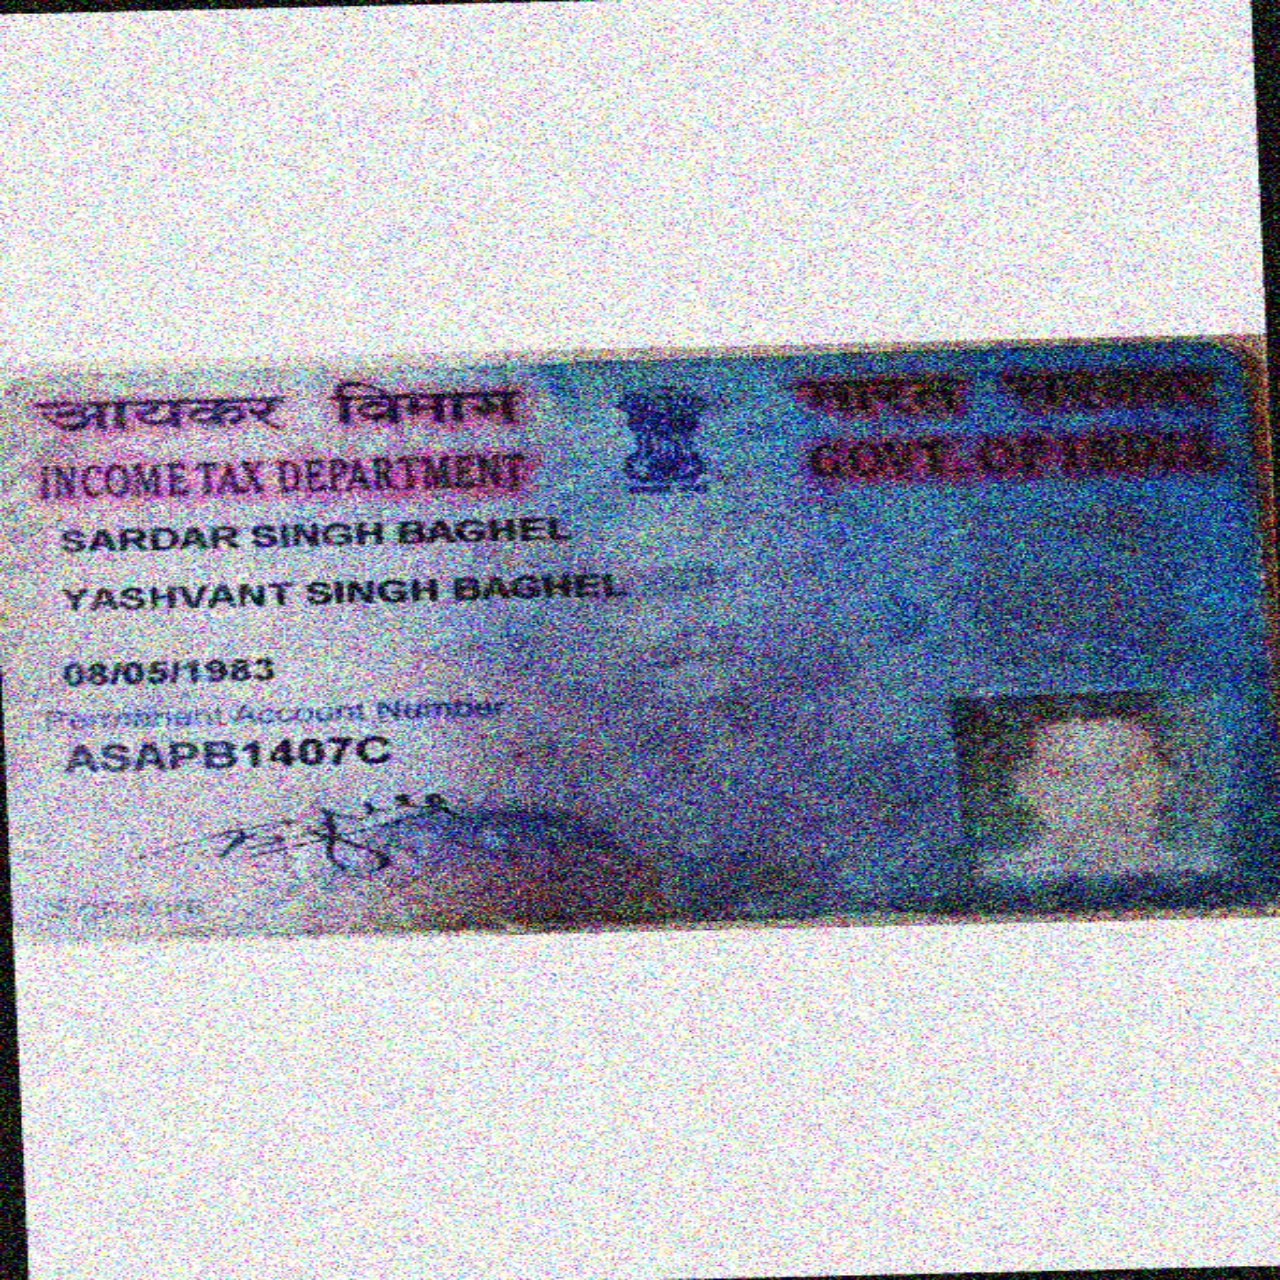 आयकर विभाग भारत सरकार
INCOME TAX DEPARTMENT GOVT. OF INDIA
SARDAR SINGH BAGHEL
YASHVANT SINGH BAGHEL
08/05/1983
Permanent Account Number
ASAPB1407C
Signature